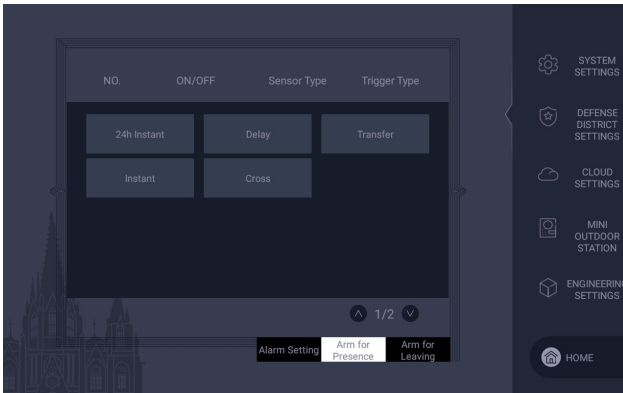 NO. ON/OFF Sensor Type Trigger Type
24h Instant Delay Transfer
Instant Cross
1/2
Alarm Setting
Arm for
Presence
Arm for
Leaving
SYSTEM
SETTINGS
DEFENSE
DISTRICT
SETTINGS
CLOUD
SETTINGS
MINI
OUTDOOR
STATION
ENGINEERING
SETTINGS
HOME